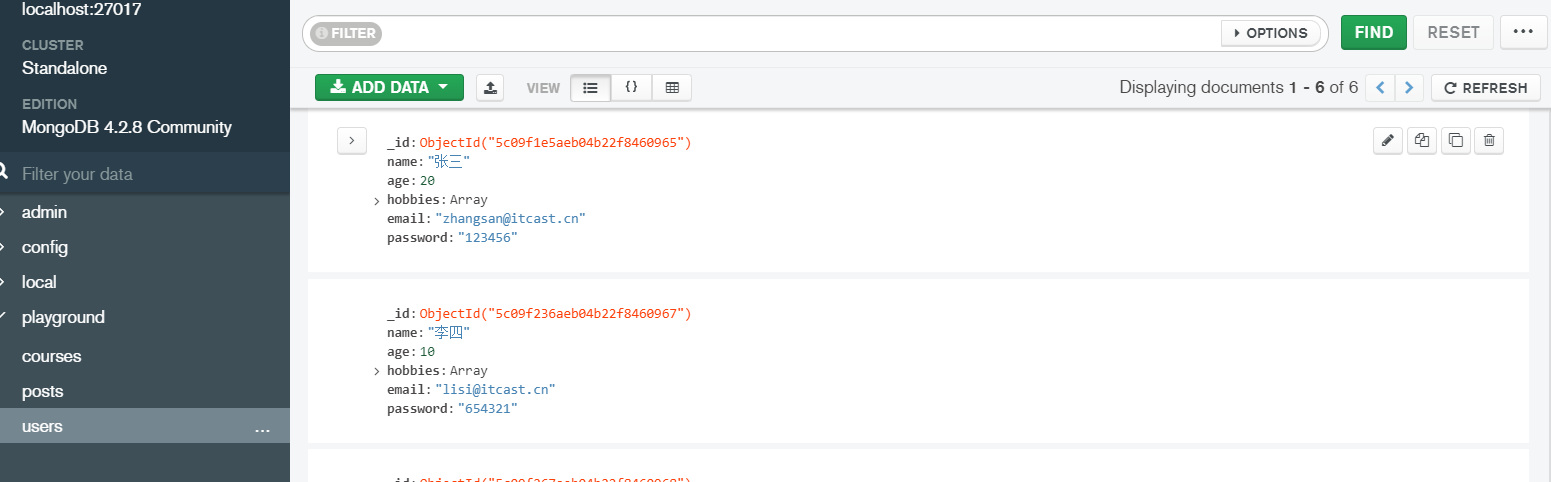 localhost:27017
CLUSTER
Standalone
EDITION
MongoDB 4.2.8 Community
Filter your data
admin
config
local
playground
courses
posts
users ...
FILTER
OPTIONS
FIND
RESET
...
ADD DATA
VIEW
{}
Displaying documents 1 - 6 of 6
REFRESH
_id: ObjectId("5c09f1e5aeb04b22f8460965")
name: "张三"
age: 20
hobbies: Array
email: "zhangsan@itcast.cn"
password: "123456"
_id: ObjectId("5c09f236aeb04b22f8460967")
name: "李四"
age: 10
hobbies: Array
email: "lisi@itcast.cn"
password: "654321"